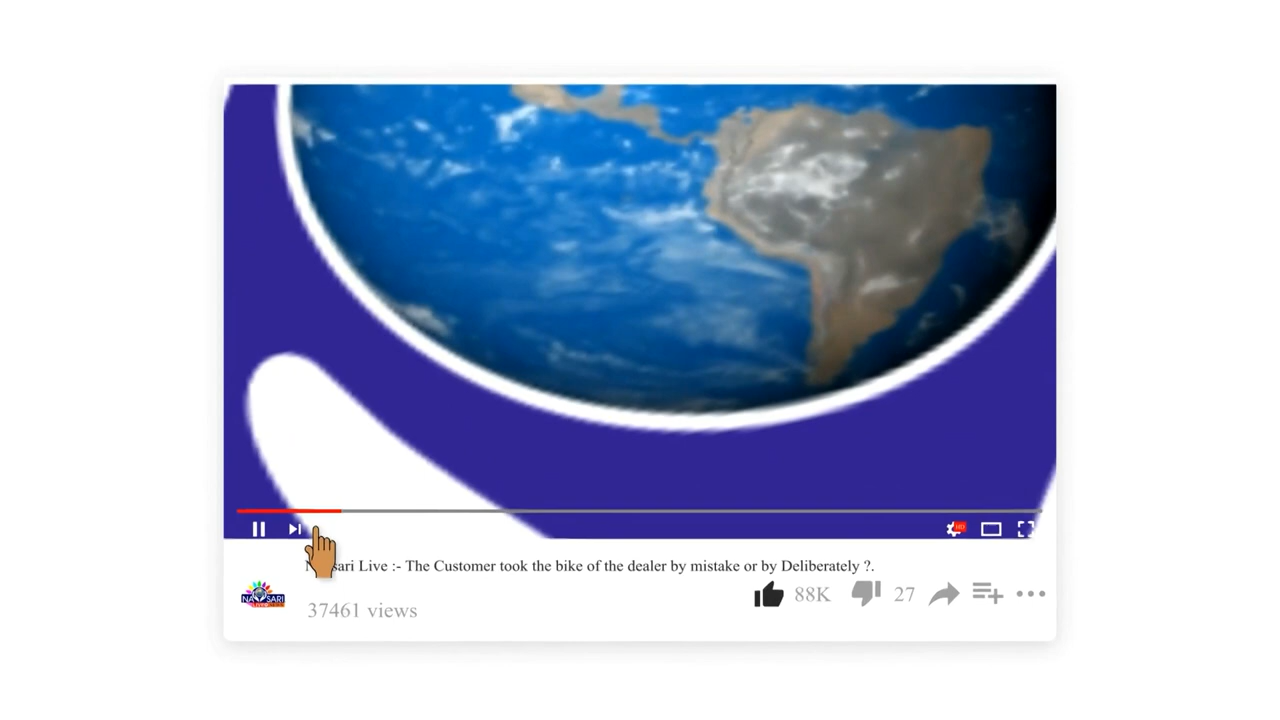 HD
sari Live :- The Customer took the bike of the dealer by mistake or by Deliberately ?.
88K
27
37461 views